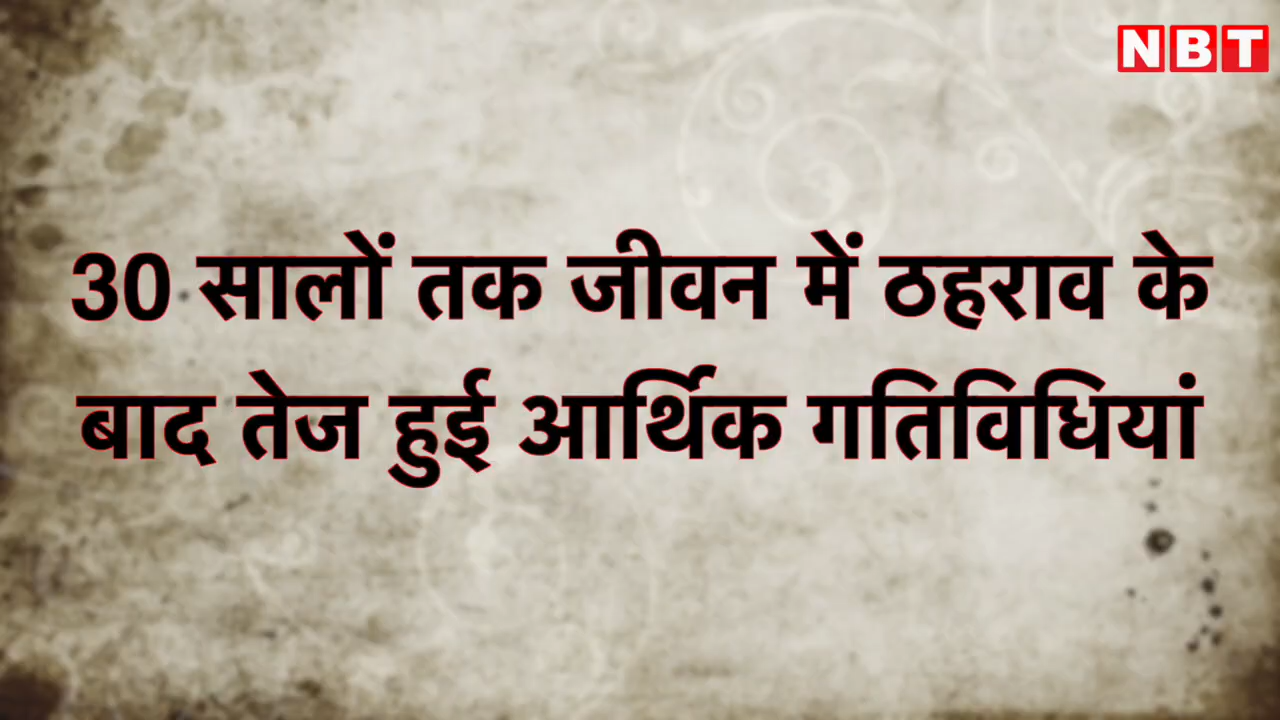 NBT
30 सालों तक जीवन में ठहराव के
बाद तेज हुई आर्थिक गतिविधियां